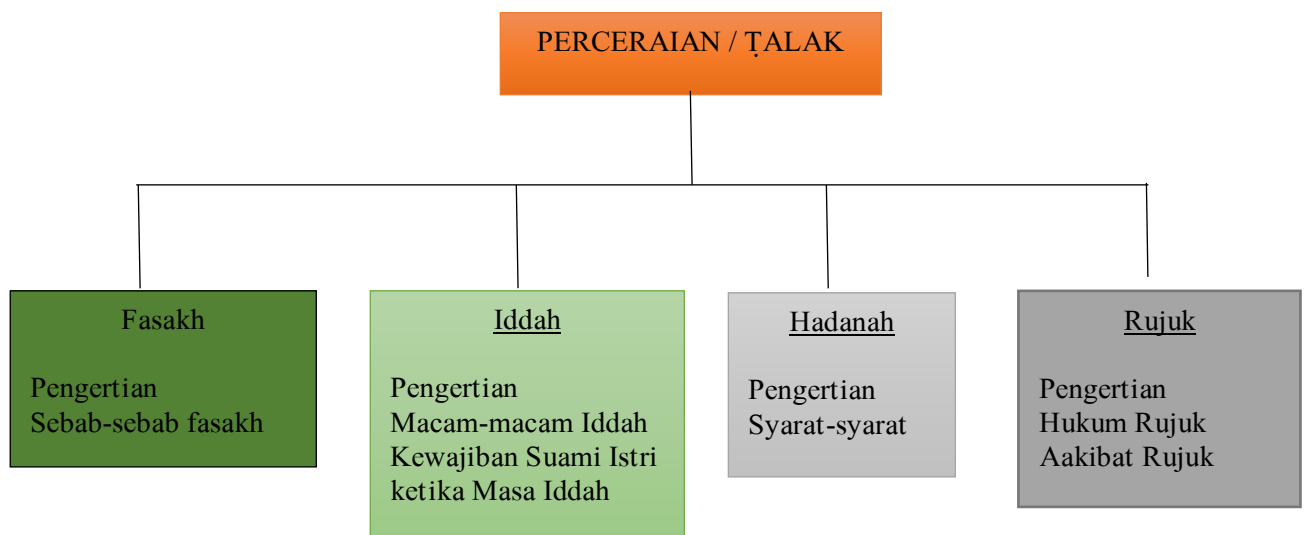 PERCERAIAN / ṬALAK
Fasakh
Pengertian
Sebab-sebab fasakh
Iddah
Pengertian
Macam-macam Iddah
Kewajiban Suami Istri
ketika Masa Iddah
Hadanah
Pengertian
Syarat-syarat
Rujuk
Pengertian
Hukum Rujuk
Aakibat Rujuk